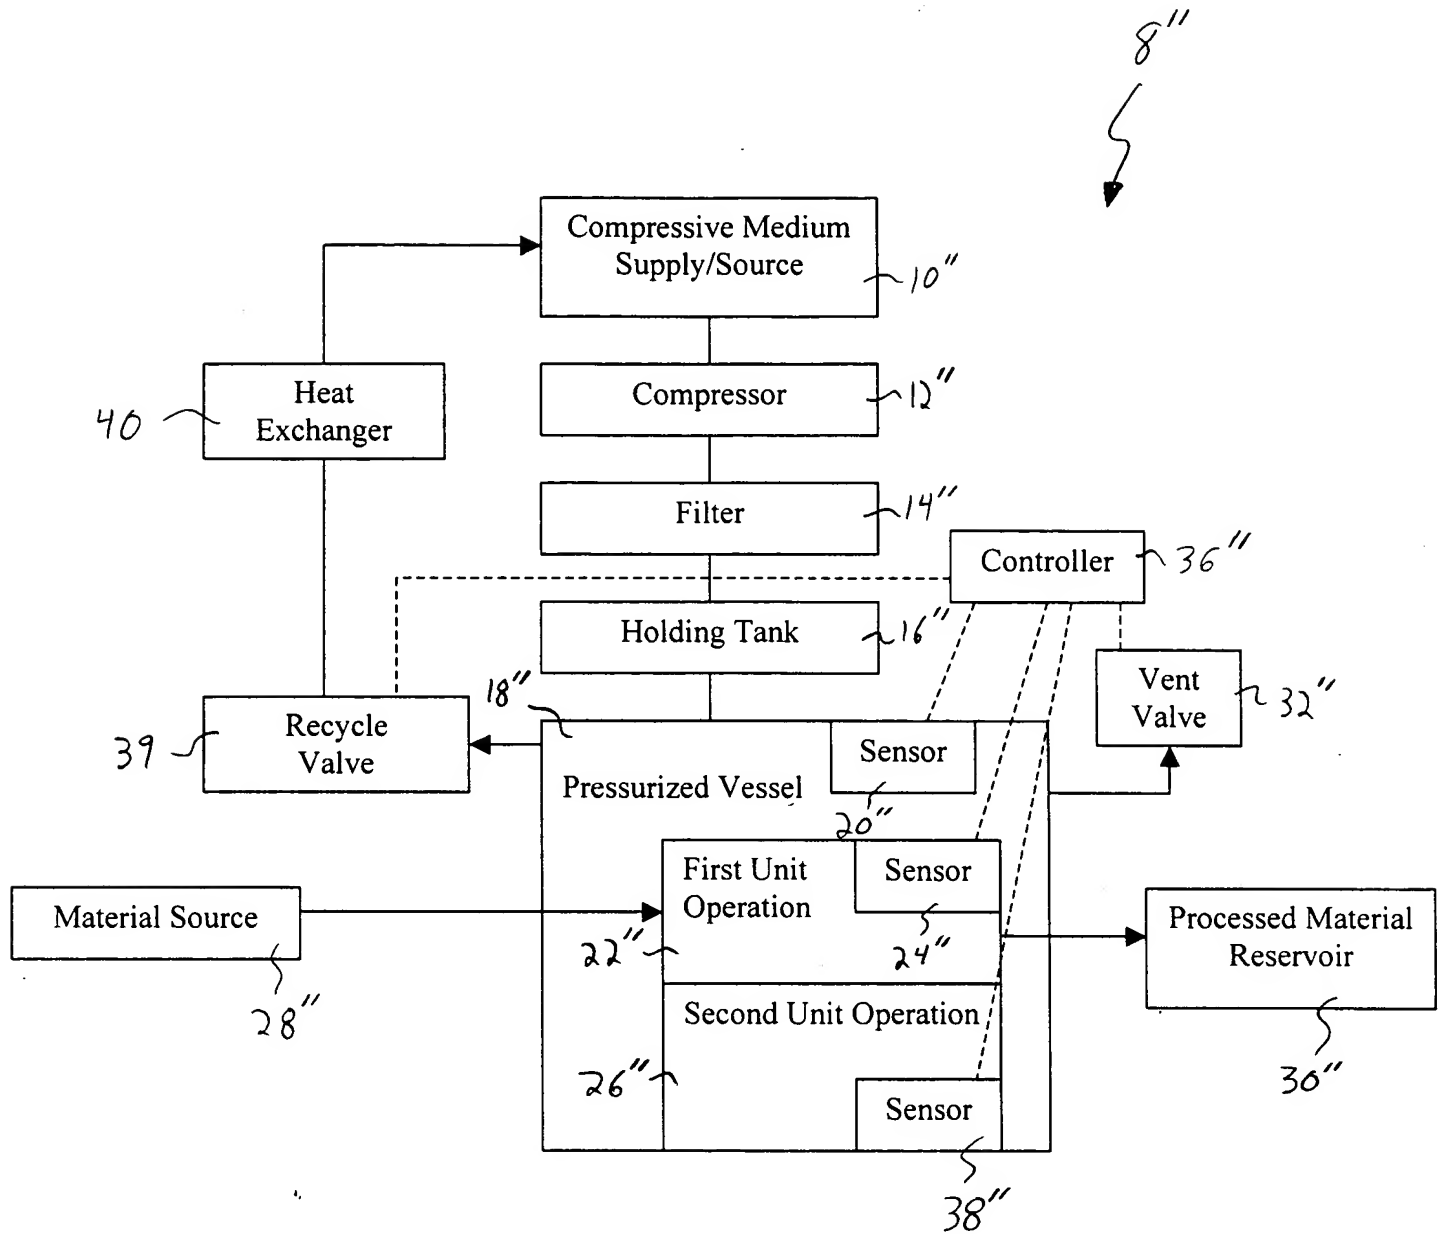 8"
Compressive Medium
Supply/Source
10"
Heat
Exchanger
40
Compressor
12"
Filter
14"
Controller
36"
Holding Tank
16"
18"
Vent
Valve
32"
Recycle
Valve
39
Sensor
20"
Pressurized Vessel
First Unit
Operation
22"
Sensor
24"
Material Source
28"
Processed Material
Reservoir
30"
Second Unit Operation
26"
Sensor
38"